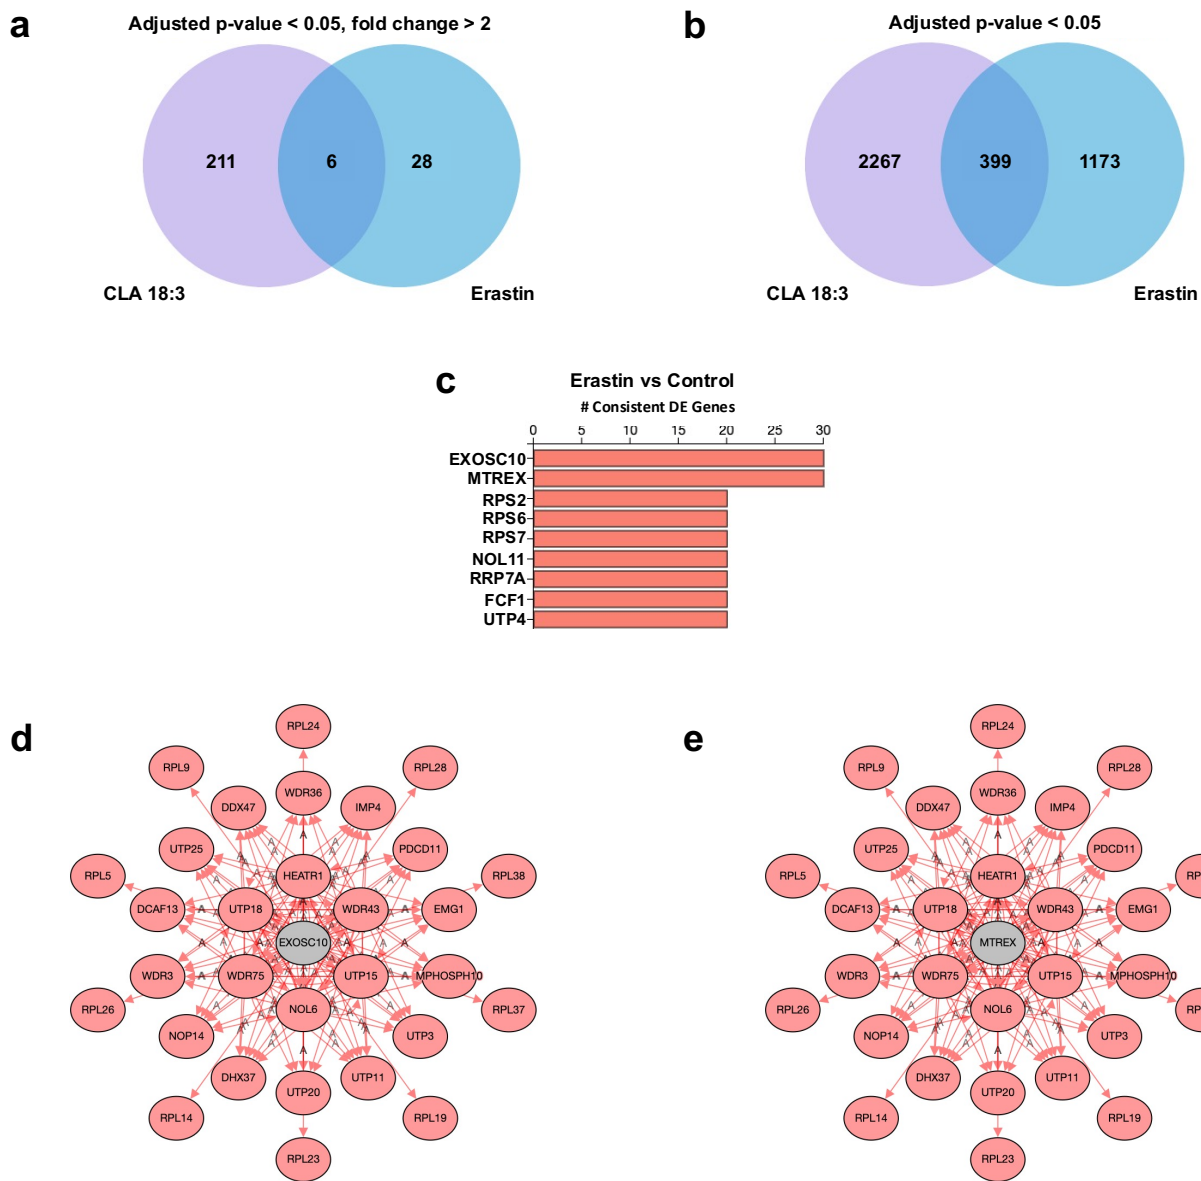 a
Adjusted p-value < 0.05, fold change > 2
211
6
28
CLA 18:3
Erastin
b
Adjusted p-value < 0.05
2267
399
1173
CLA 18:3
Erastin
c
Erastin vs Control
# Consistent DE Genes
0 5 10 15 20 25 30
EXOSC10
MTREX
RPS2
RPS6
RPS7
NOL11
RRP7A
FCF1
UTP4
d
RPL24
RPL9
RPL28
WDR36
DDX47
IMP4
UTP25
PDCD11
RPL5
HEATR1
RPL38
DCAF13
UTP18
WDR43
EMG1
EXOSC10
WDR3
WDR75
UTP15
MPHOSPH10
RPL26
NOL6
RPL37
NOP14
UTP3
DHX37
UTP11
UTP20
RPL14
RPL19
RPL23
e
RPL24
RPL9
RPL28
WDR36
DDX47
IMP4
UTP25
PDCD11
RPL5
HEATR1
DCAF13
UTP18
WDR43
EMG1
MTREX
WDR3
WDR75
UTP15
MPHOSPH10
RPL26
NOL6
NOP14
UTP3
DHX37
UTP11
UTP20
RPL14
RPL19
RPL23